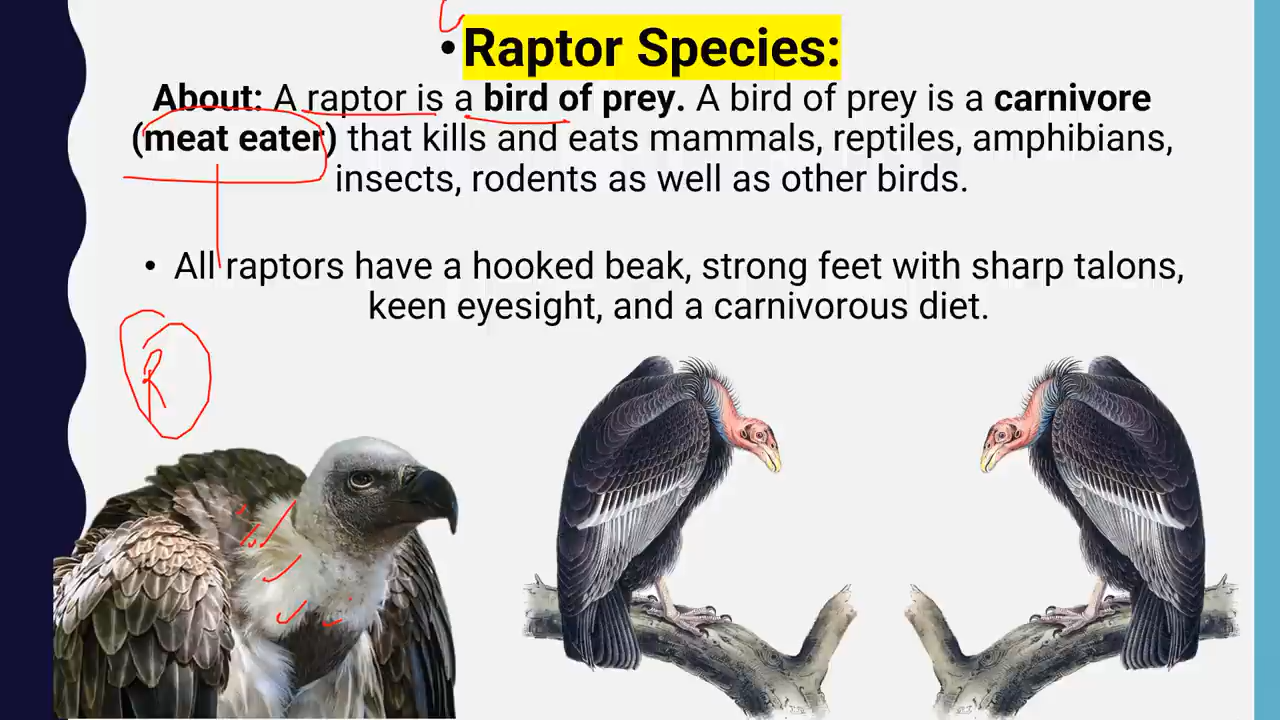 • Raptor Species:
About: A raptor is a bird of prey. A bird of prey is a carnivore
(meat eater) that kills and eats mammals, reptiles, amphibians,
insects, rodents as well as other birds.
• All raptors have a hooked beak, strong feet with sharp talons,
keen eyesight, and a carnivorous diet.
R